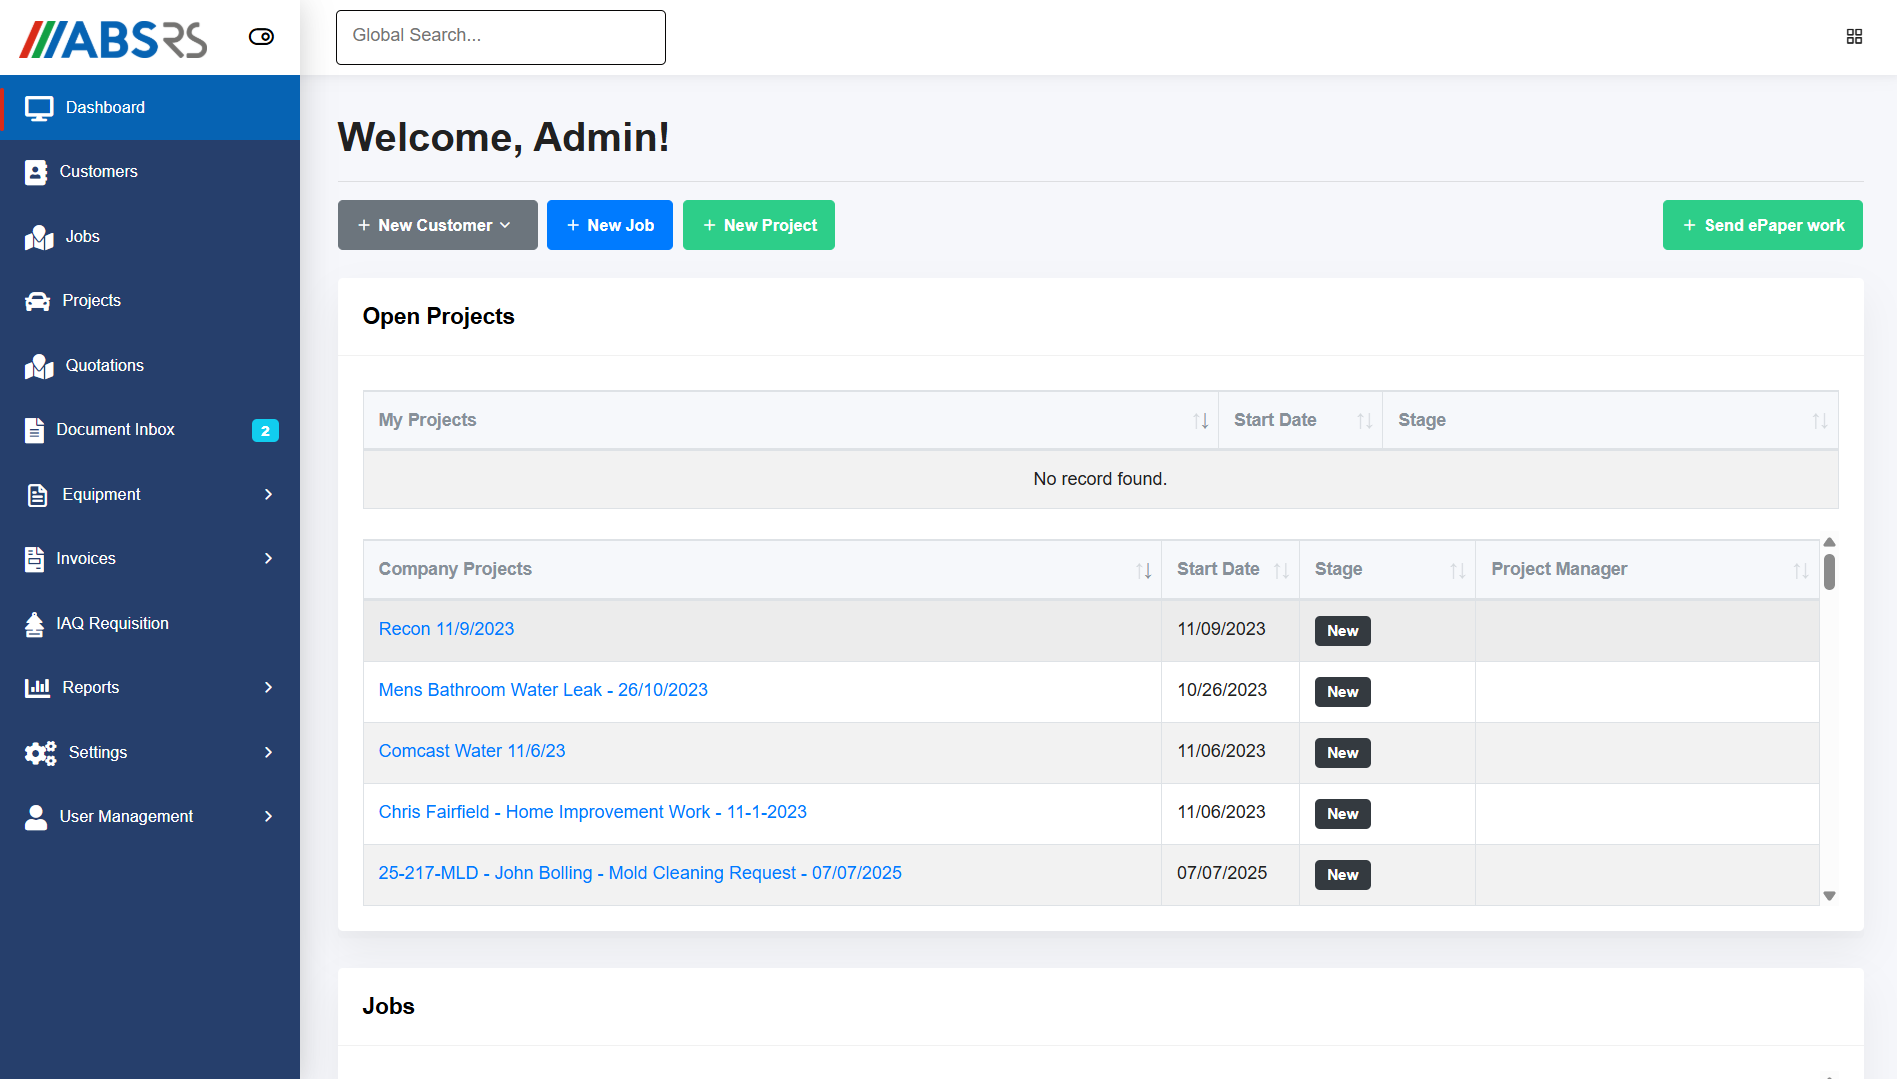 ABSRS
Global Search...
Dashboard
Customers
Jobs
Projects
Quotations
Document Inbox 2
Equipment
Invoices
IAQ Requisition
Reports
Settings
User Management
Welcome, Admin!
+ New Customer
+ New Job
+ New Project
+ Send ePaper work
Open Projects
My Projects Start Date Stage
No record found.
Company Projects Start Date Stage Project Manager
Recon 11/9/2023 11/09/2023 New
Mens Bathroom Water Leak - 26/10/2023 10/26/2023 New
Comcast Water 11/6/23 11/06/2023 New
Chris Fairfield - Home Improvement Work - 11-1-2023 11/06/2023 New
25-217-MLD - John Bolling - Mold Cleaning Request - 07/07/2025 07/07/2025 New
Jobs